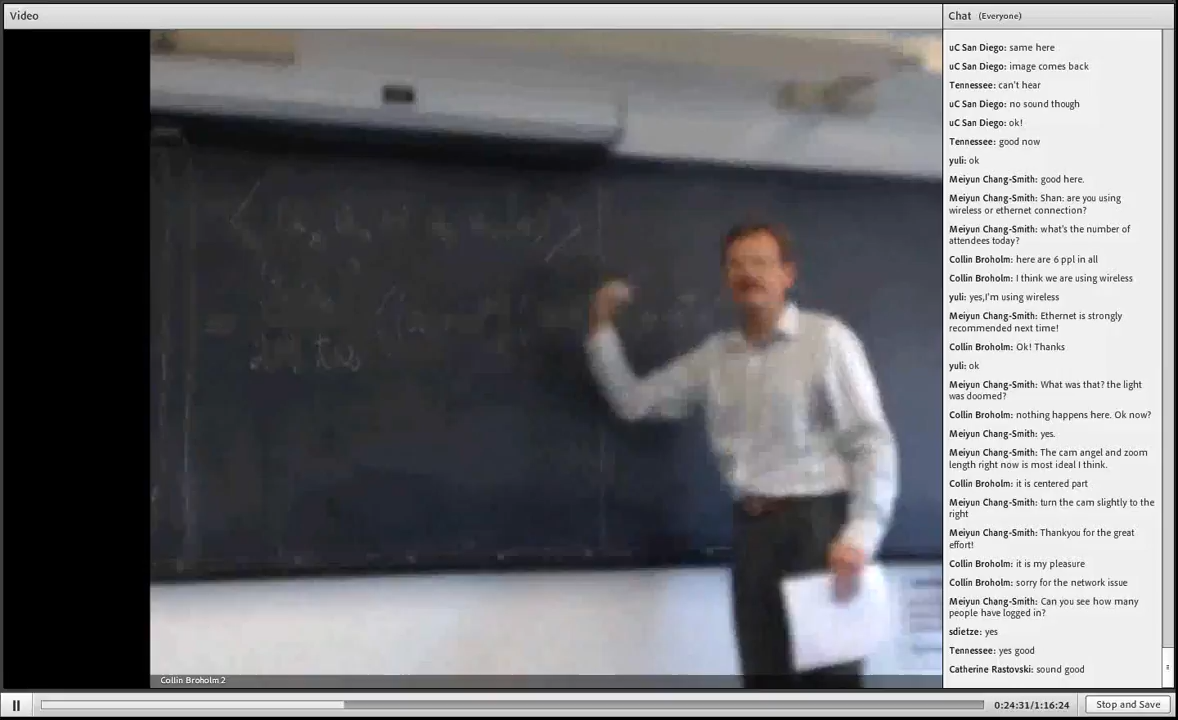 Video
Chat (Everyone)
uC San Diego: same here
uC San Diego: image comes back
Tennessee: can't hear
uC San Diego: no sound though
uC San Diego: ok!
Tennessee: good now
yuli: ok
Meiyun Chang-Smith: good here.
Meiyun Chang-Smith: Shan: are you using
wireless or ethernet connection?
Meiyun Chang-Smith: what's the number of
attendees today?
Collin Broholm: here are 6 ppl in all
Collin Broholm: I think we are using wireless
yuli: yes,I'm using wireless
Meiyun Chang-Smith: Ethernet is strongly
recommended next time!
Collin Broholm: Ok! Thanks
yuli: ok
Meiyun Chang-Smith: What was that? the light
was doomed?
Collin Broholm: nothing happens here. Ok now?
Meiyun Chang-Smith: yes.
Meiyun Chang-Smith: The cam angel and zoom
length right now is most ideal I think.
Collin Broholm: it is centered part
Meiyun Chang-Smith: turn the cam slightly to the
right
Meiyun Chang-Smith: Thankyou for the great
effort!
Collin Broholm: it is my pleasure
Collin Broholm: sorry for the network issue
Meiyun Chang-Smith: Can you see how many
people have logged in?
sdietze: yes
Tennessee: yes good
Catherine Rastovski: sound good
Collin Broholm 2
0:24:31/1:16:24
Stop and Save